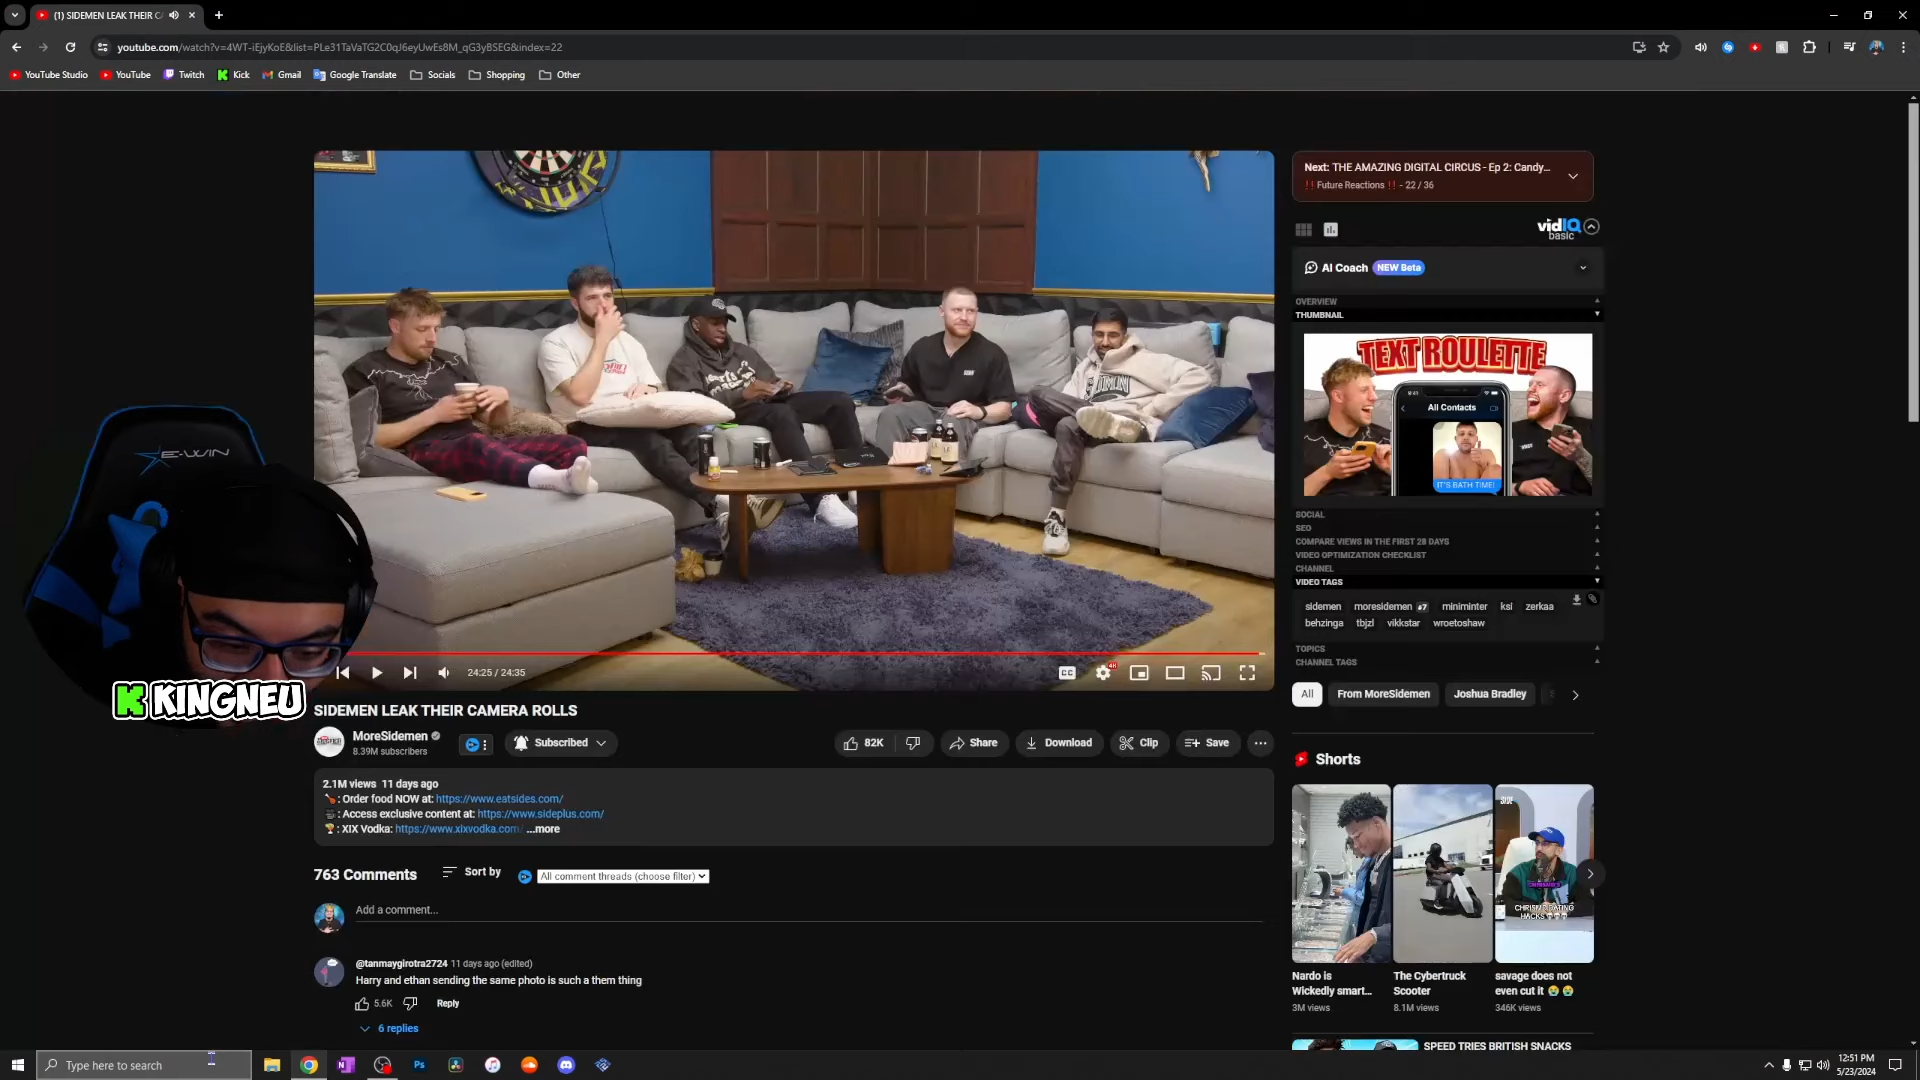 (1) SIDEMEN LEAK THEIR CA
youtube.com/watch?v=4WT-iEjyKoE&list=PLe31TaVaTG2C0qJ6eyUwEs8M_qG3yBSEG&index=22
YouTube Studio YouTube Twitch Kick Gmail Google Translate Socials Shopping Other
Next: THE AMAZING DIGITAL CIRCUS - Ep 2: Candy...
!! Future Reactions !! - 22 / 36
vidIQ
basic
AI Coach NEW Beta
OVERVIEW
THUMBNAIL
TEXT ROULETTE
All Contacts
IT'S BATH TIME!
SOCIAL
SEO
COMPARE VIEWS IN THE FIRST 28 DAYS
VIDEO OPTIMIZATION CHECKLIST
CHANNEL
VIDEO TAGS
sidemen moresidemen #7 miniminter ksi zerkaa
behzinga tbjzl vikkstar wroetoshaw
TOPICS
CHANNEL TAGS
All From MoreSidemen Joshua Bradley
E-WIN
K KINGNEU
24:25 / 24:35
CC
SIDEMEN LEAK THEIR CAMERA ROLLS
MoreSidemen
8.39M subscribers
Subscribed
82K
Share
Download
Clip
Save
2.1M views 11 days ago
: Order food NOW at: https://www.eatsides.com/
: Access exclusive content at: https://www.sideplus.com/
: XIX Vodka: https://www.xixvodka.com/ ...more
763 Comments Sort by All comment threads (choose filter)
Add a comment...
@tanmaygirotra2724 11 days ago (edited)
Harry and ethan sending the same photo is such a them thing
5.6K Reply
6 replies
Shorts
SIDE
CHRISMD DATING
HACKS
Nardo is
Wickedly smart...
3M views
The Cybertruck
Scooter
8.1M views
savage does not
even cut it 😭😭
346K views
SPEED TRIES BRITISH SNACKS
Type here to search
12:51 PM
5/23/2024